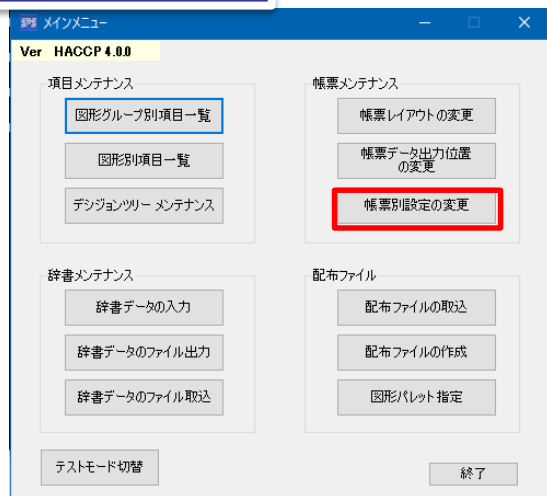 SPS メインメニュー
Ver HACCP 4.0.0
項目メンテナンス
図形グループ別項目一覧
図形別項目一覧
デシジョンツリー メンテナンス
帳票メンテナンス
帳票レイアウトの変更
帳票データ出力位置
の変更
帳票別設定の変更
辞書メンテナンス
辞書データの入力
辞書データのファイル出力
辞書データのファイル取込
配布ファイル
配布ファイルの取込
配布ファイルの作成
図形パレット指定
テストモード切替
終了